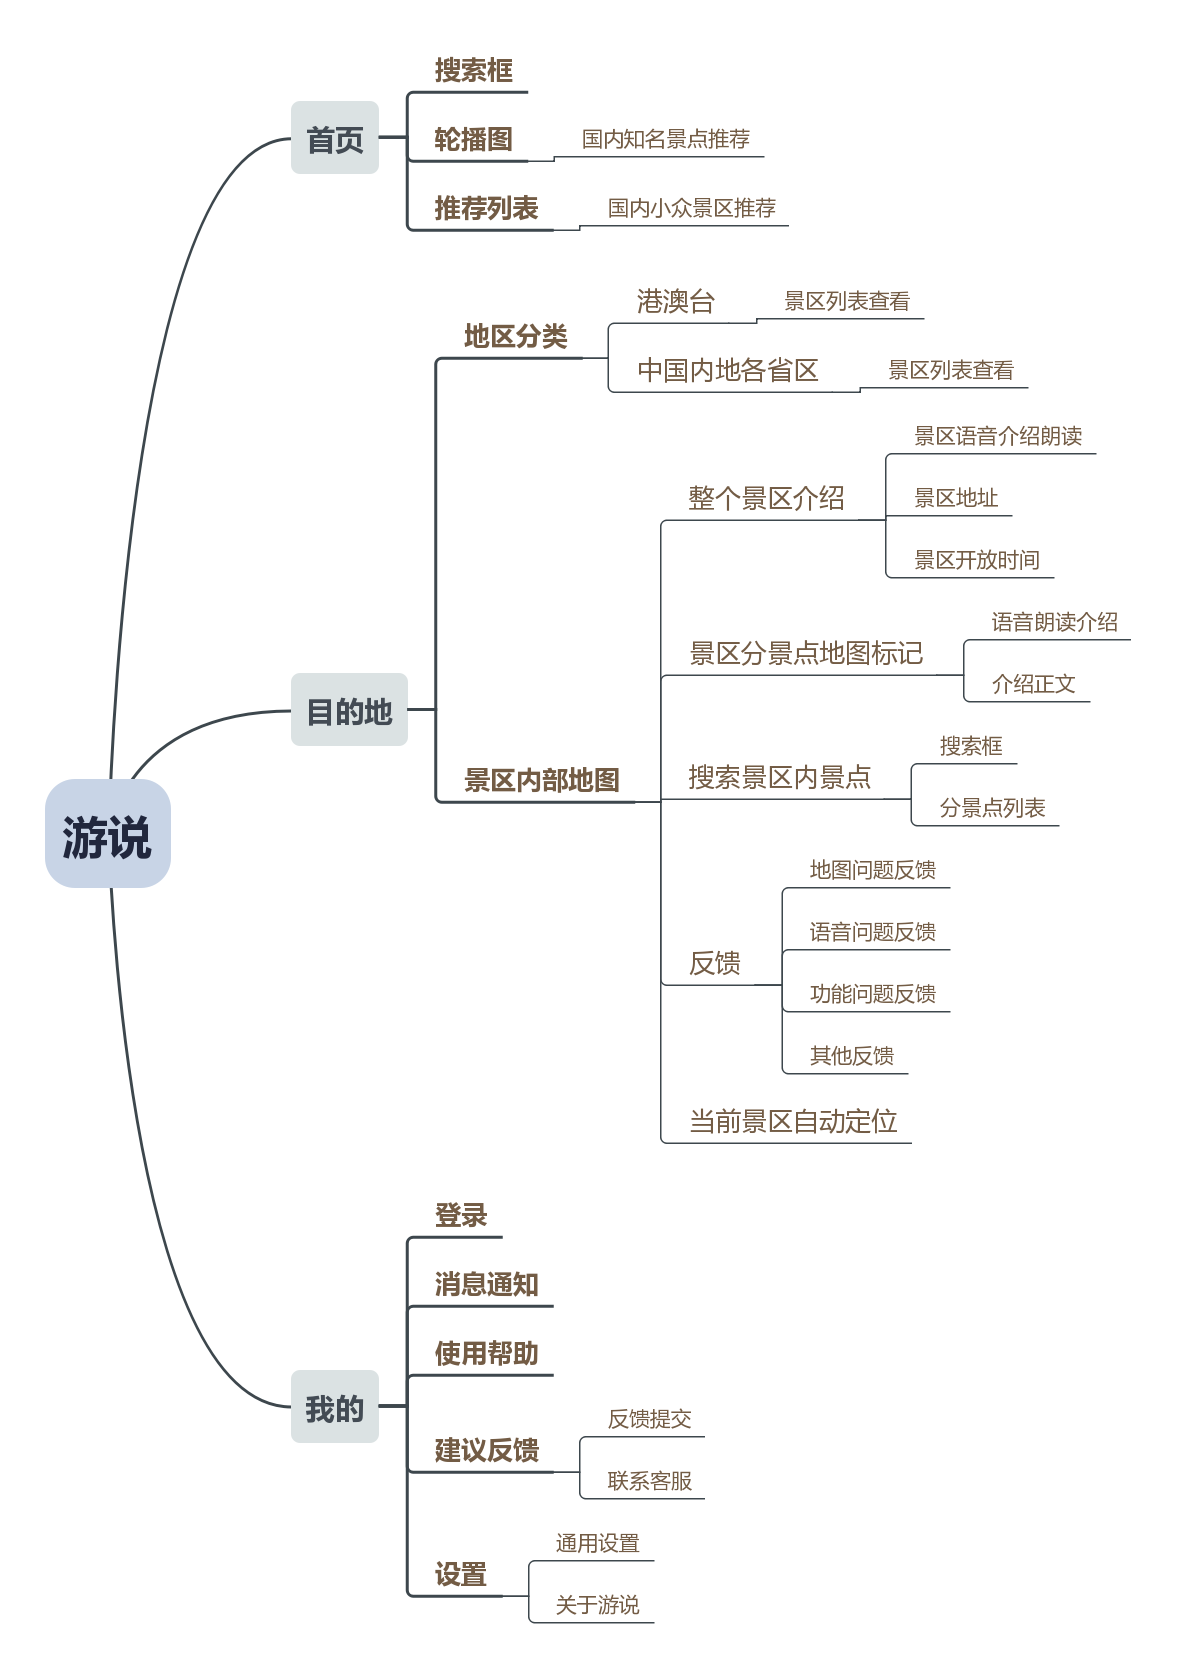 游说
首页
搜索框
轮播图
国内知名景点推荐
推荐列表
国内小众景区推荐
目的地
地区分类
港澳台
景区列表查看
中国内地各省区
景区列表查看
景区内部地图
整个景区介绍
景区语音介绍朗读
景区地址
景区开放时间
景区分景点地图标记
语音朗读介绍
介绍正文
搜索景区内景点
搜索框
分景点列表
反馈
地图问题反馈
语音问题反馈
功能问题反馈
其他反馈
当前景区自动定位
我的
登录
消息通知
使用帮助
建议反馈
反馈提交
联系客服
设置
通用设置
关于游说